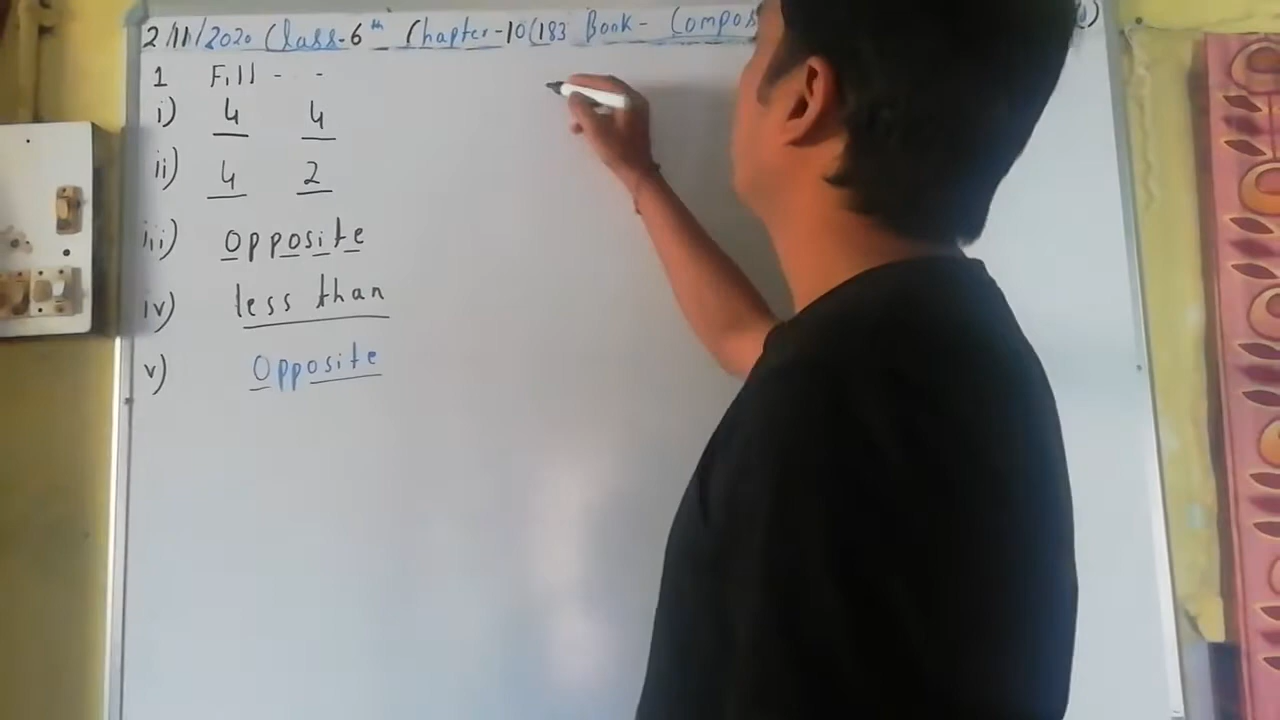 2/11/2020 Class-6th Chapter-10(183 Book- Compos
1 Fill - -
i) 4 4
ii) 4 2
iii) opposite
iv) less than
v) Opposite